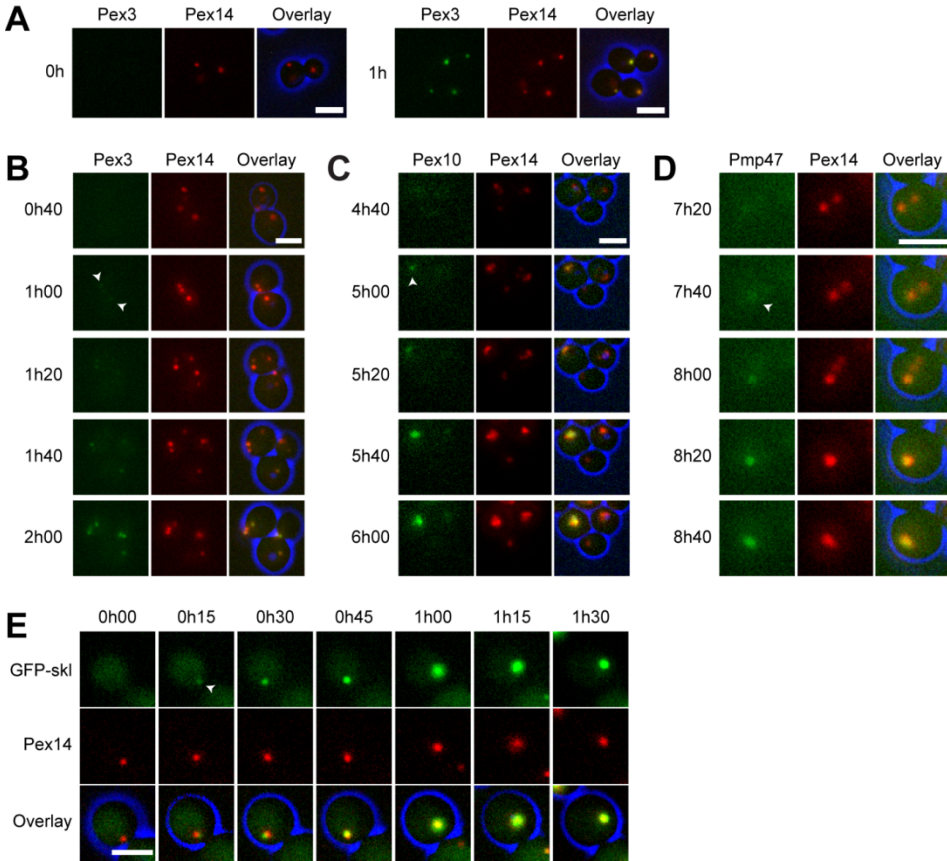 A
Pex3 Pex14 Overlay Pex3 Pex14 Overlay
0h 1h
B Pex3 Pex14 Overlay
0h40
1h00
1h20
1h40
2h00
C Pex10 Pex14 Overlay
4h40
5h00
5h20
5h40
6h00
D Pmp47 Pex14 Overlay
7h20
7h40
8h00
8h20
8h40
E 0h00 0h15 0h30 0h45 1h00 1h15 1h30
GFP-skl
Pex14
Overlay